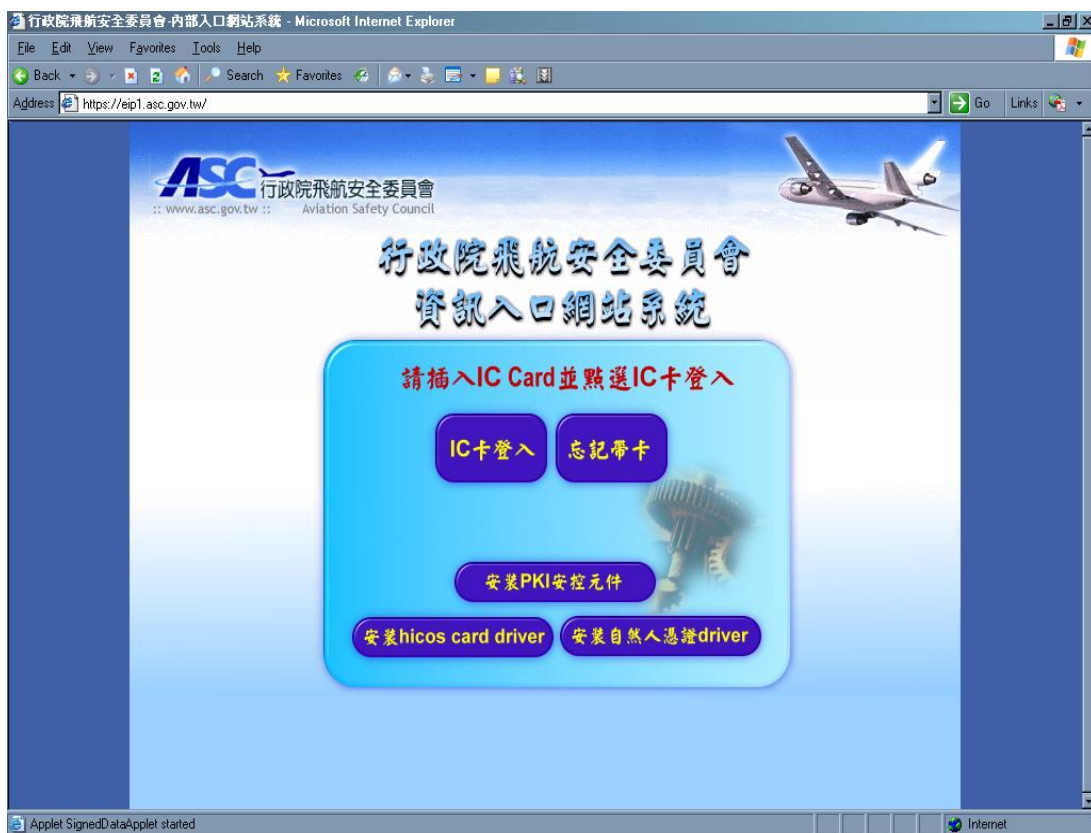 行政院飛航安全委員會-內部入口網站系統 - Microsoft Internet Explorer
File Edit View Favorites Tools Help
Back Search Favorites
Address https://eip1.asc.gov.tw/ Go Links
ASC 行政院飛航安全委員會
:: www.asc.gov.tw :: Aviation Safety Council
行政院飛航安全委員會
資訊入口網站系統
請插入IC Card並點選IC卡登入
IC卡登入 忘記帶卡
安裝PKI安控元件
安裝hicos card driver 安裝自然人憑證driver
Applet SignedDataApplet started Internet